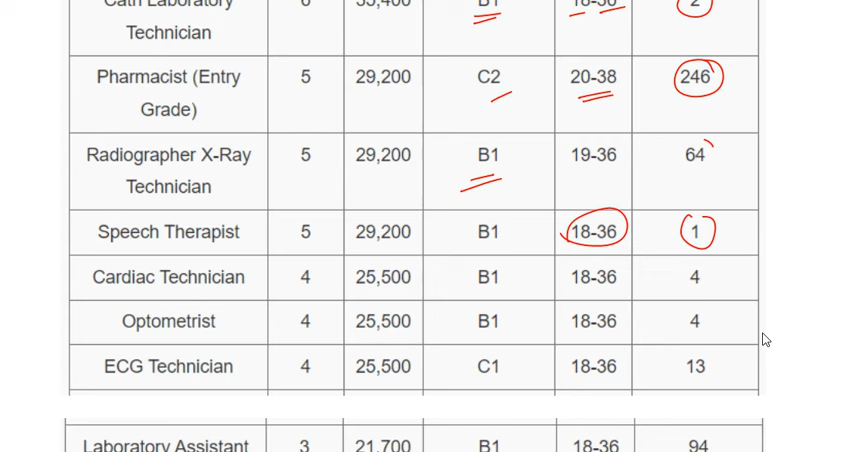 Cath Laboratory 6 35,400 B1 18-36 2
Technician
Pharmacist (Entry 5 29,200 C2 20-38 246
Grade)
Radiographer X-Ray 5 29,200 B1 19-36 64
Technician
Speech Therapist 5 29,200 B1 18-36 1
Cardiac Technician 4 25,500 B1 18-36 4
Optometrist 4 25,500 B1 18-36 4
ECG Technician 4 25,500 C1 18-36 13
Laboratory Assistant 3 21,700 B1 18-36 94